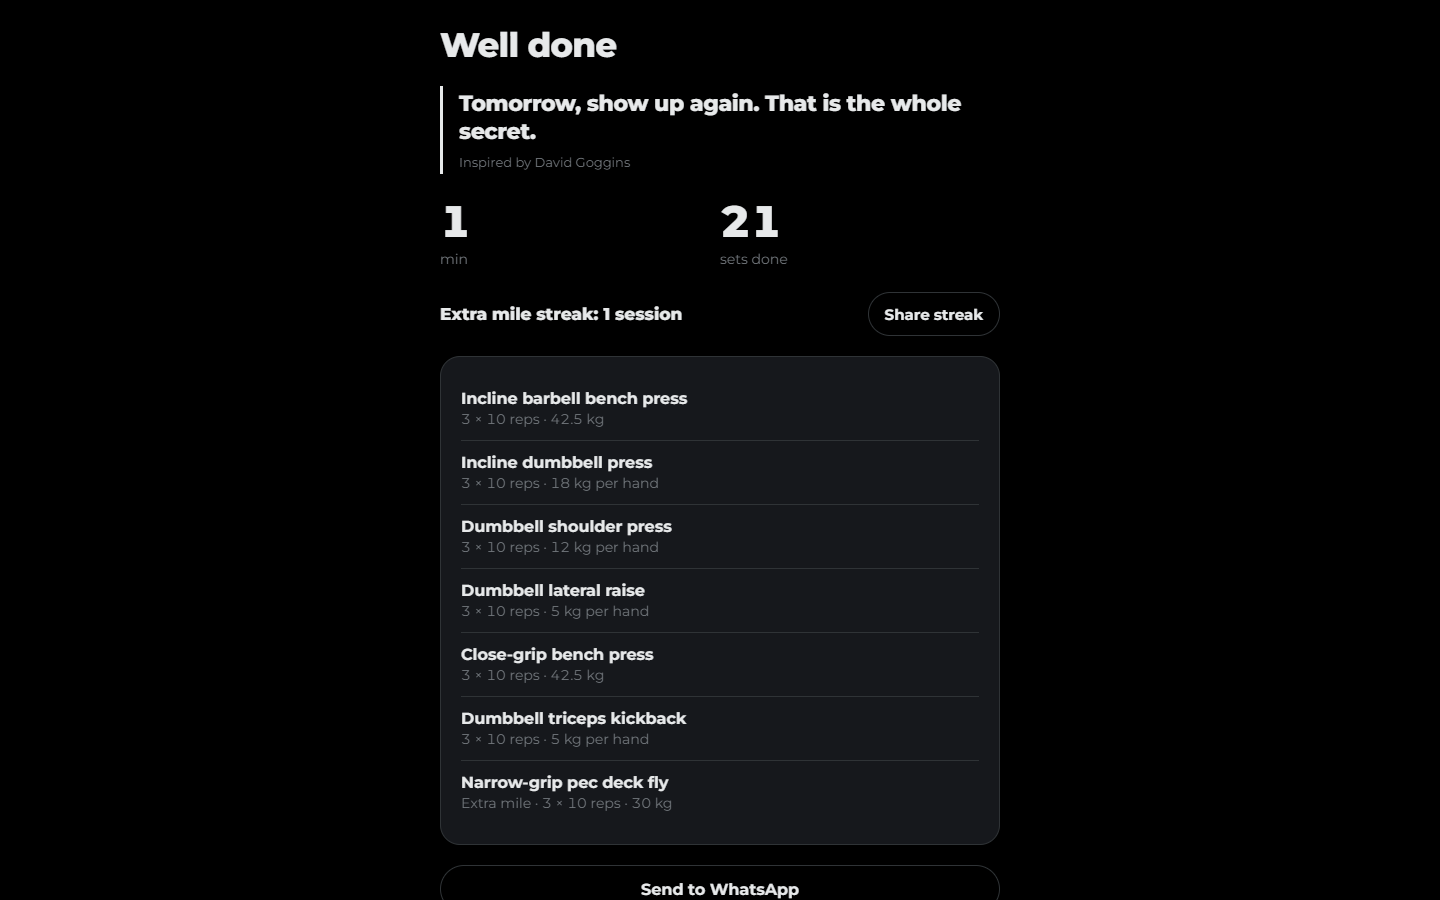 Well done
Tomorrow, show up again. That is the whole
secret.
Inspired by David Goggins
1
min
21
sets done
Extra mile streak: 1 session
Share streak
Incline barbell bench press
3 × 10 reps · 42.5 kg
Incline dumbbell press
3 × 10 reps · 18 kg per hand
Dumbbell shoulder press
3 × 10 reps · 12 kg per hand
Dumbbell lateral raise
3 × 10 reps · 5 kg per hand
Close-grip bench press
3 × 10 reps · 42.5 kg
Dumbbell triceps kickback
3 × 10 reps · 5 kg per hand
Narrow-grip pec deck fly
Extra mile · 3 × 10 reps · 30 kg
Send to WhatsApp